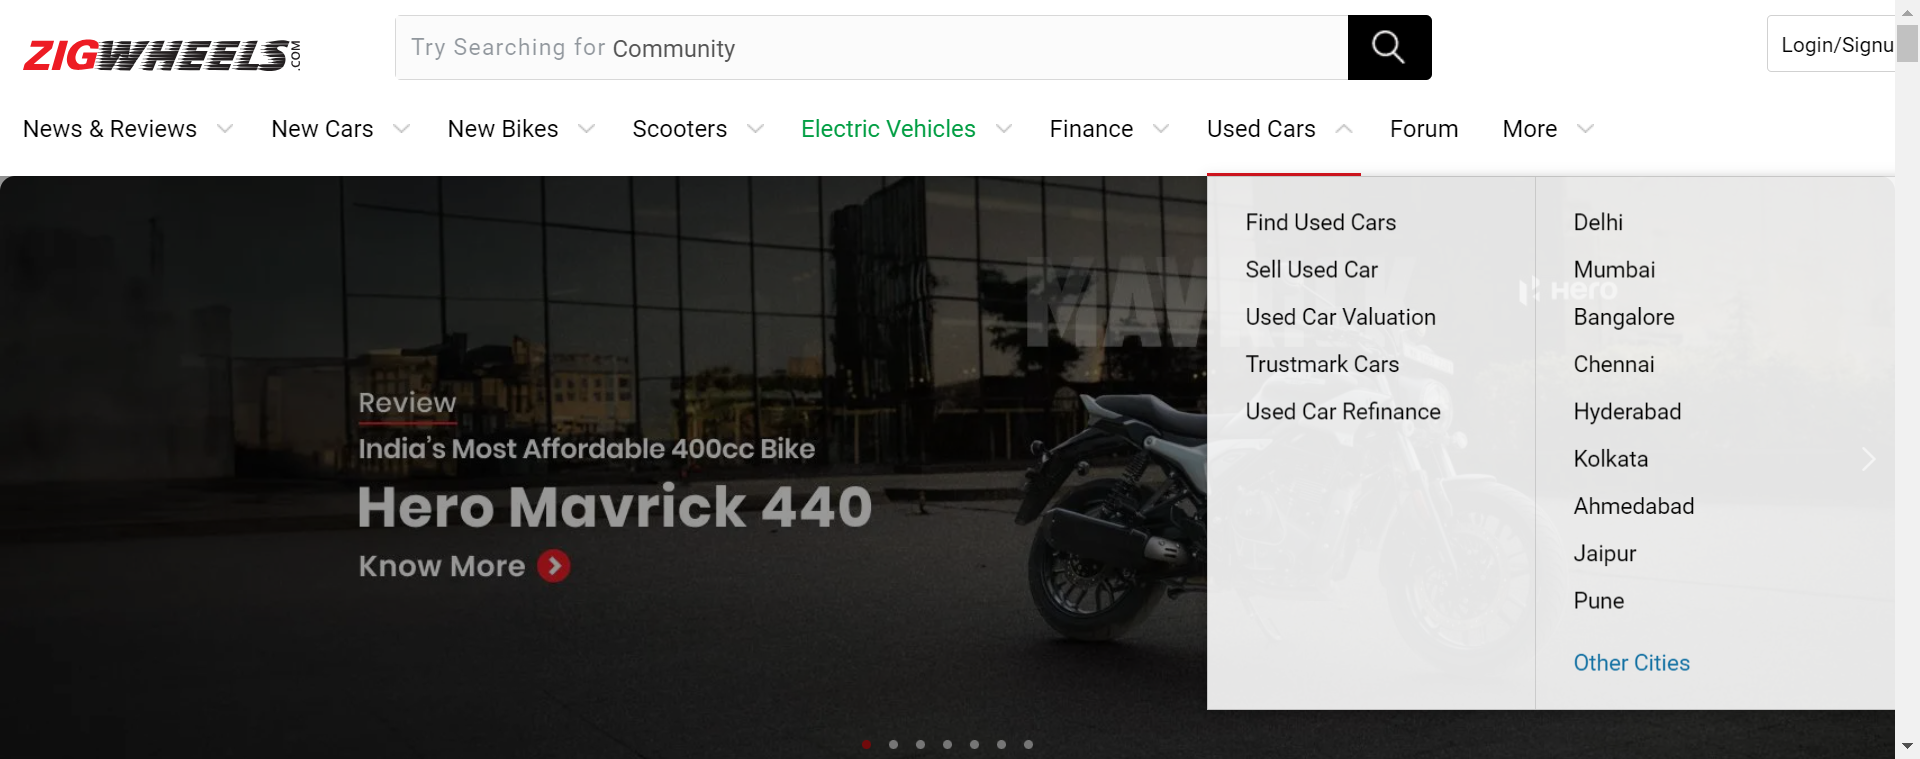 ZIGWHEELS.COM
Try Searching for Community
Login/Signu
News & Reviews
New Cars
New Bikes
Scooters
Electric Vehicles
Finance
Used Cars
Forum
More
Find Used Cars
Sell Used Car
Used Car Valuation
Trustmark Cars
Used Car Refinance
Delhi
Mumbai
Bangalore
Chennai
Hyderabad
Kolkata
Ahmedabad
Jaipur
Pune
Other Cities
Hero
Review
India's Most Affordable 400cc Bike
Hero Mavrick 440
Know More